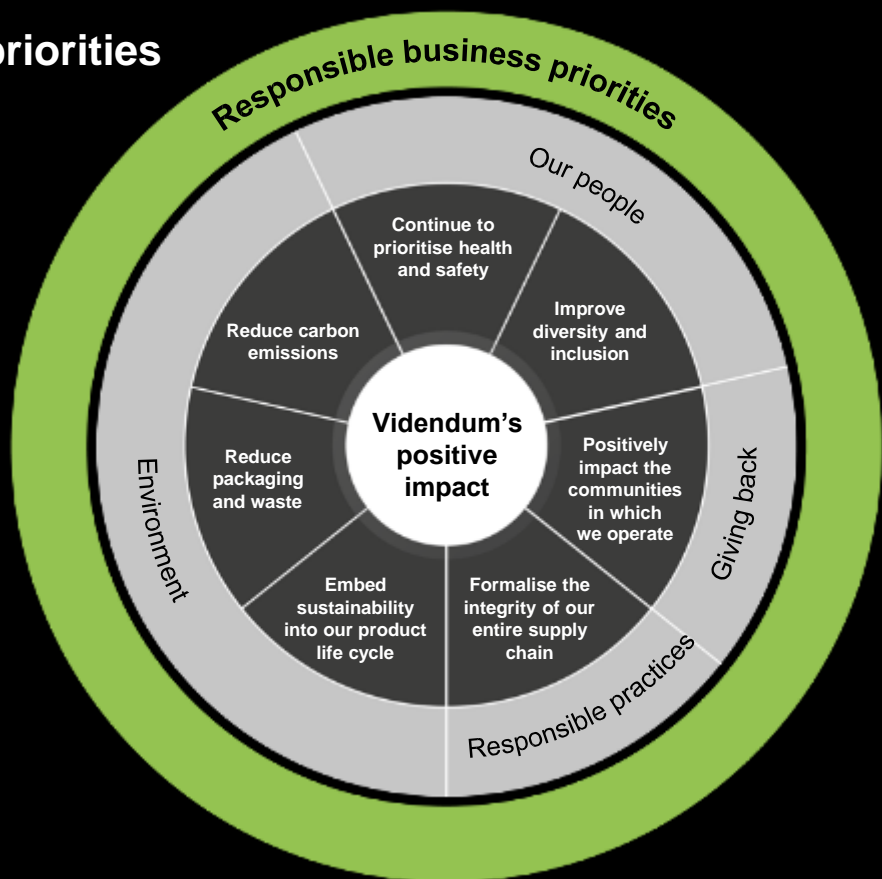 priorities
Responsible business priorities
Our people
Continue to
prioritise health
and safety
Improve
diversity and
inclusion
Reduce carbon
emissions
Videndum’s
positive
impact
Positively
impact the
communities
in which
we operate
Giving back
Reduce
packaging
and waste
Environment
Embed
sustainability
into our product
life cycle
Formalise the
integrity of our
entire supply
chain
Responsible practices